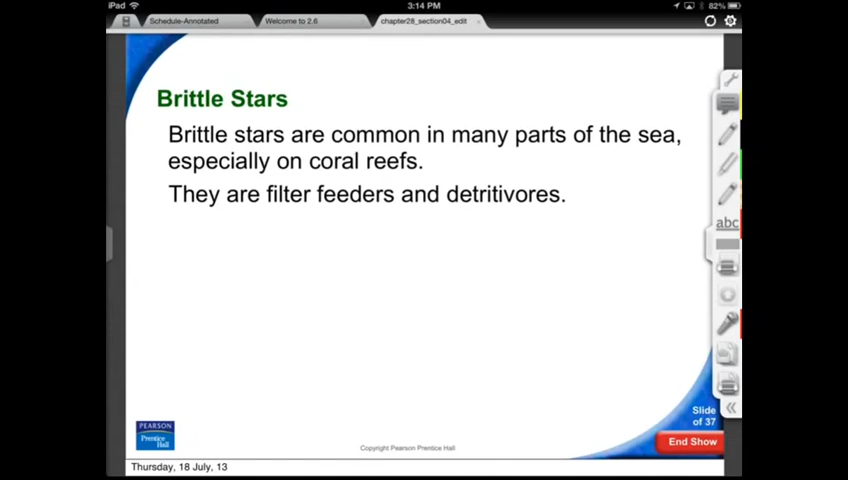 iPad 3:14 PM 82%
Schedule-Annotated Welcome to 2.6 chapter28_section04_edit
Brittle Stars
Brittle stars are common in many parts of the sea,
especially on coral reefs.
They are filter feeders and detritivores.
abc
Slide
of 37
End Show
PEARSON
Prentice
Hall
Copyright Pearson Prentice Hall
Thursday, 18 July, 13